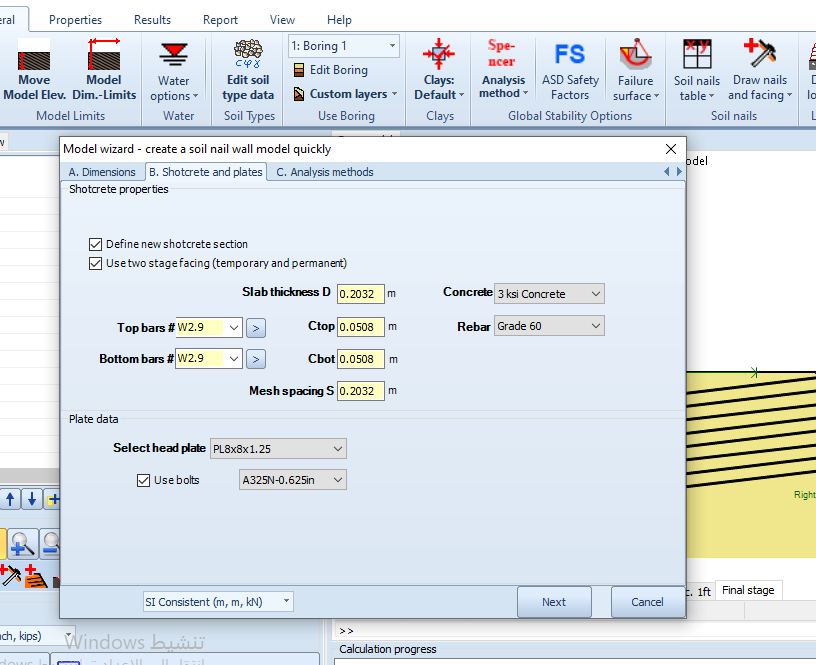 eral Properties Results Report View Help
Move
Model Elev.
Model
Dim.-Limits
Model Limits
Water
options
Water
Edit soil
type data
Soil Types
1: Boring 1
Edit Boring
Custom layers
Use Boring
Clays:
Default
Clays
Spe-
ncer
Analysis
method
FS
ASD Safety
Factors
Failure
surface
Global Stability Options
Soil nails
table
Draw nails
and facing
Soil nails
Model wizard - create a soil nail wall model quickly
odel
A. Dimensions B. Shotcrete and plates C. Analysis methods
Shotcrete properties
Define new shotcrete section
Use two stage facing (temporary and permanent)
Slab thickness D 0.2032 m Concrete 3 ksi Concrete
Top bars # W2.9 > Ctop 0.0508 m Rebar Grade 60
Bottom bars # W2.9 > Cbot 0.0508 m
Mesh spacing S 0.2032 m
Plate data
Select head plate PL8x8x1.25
Use bolts A325N-0.625in
Right
SI Consistent (m, m, kN) Next Cancel
c. 1ft Final stage
nch, kips)
>>
تنشيط Windows
Calculation progress